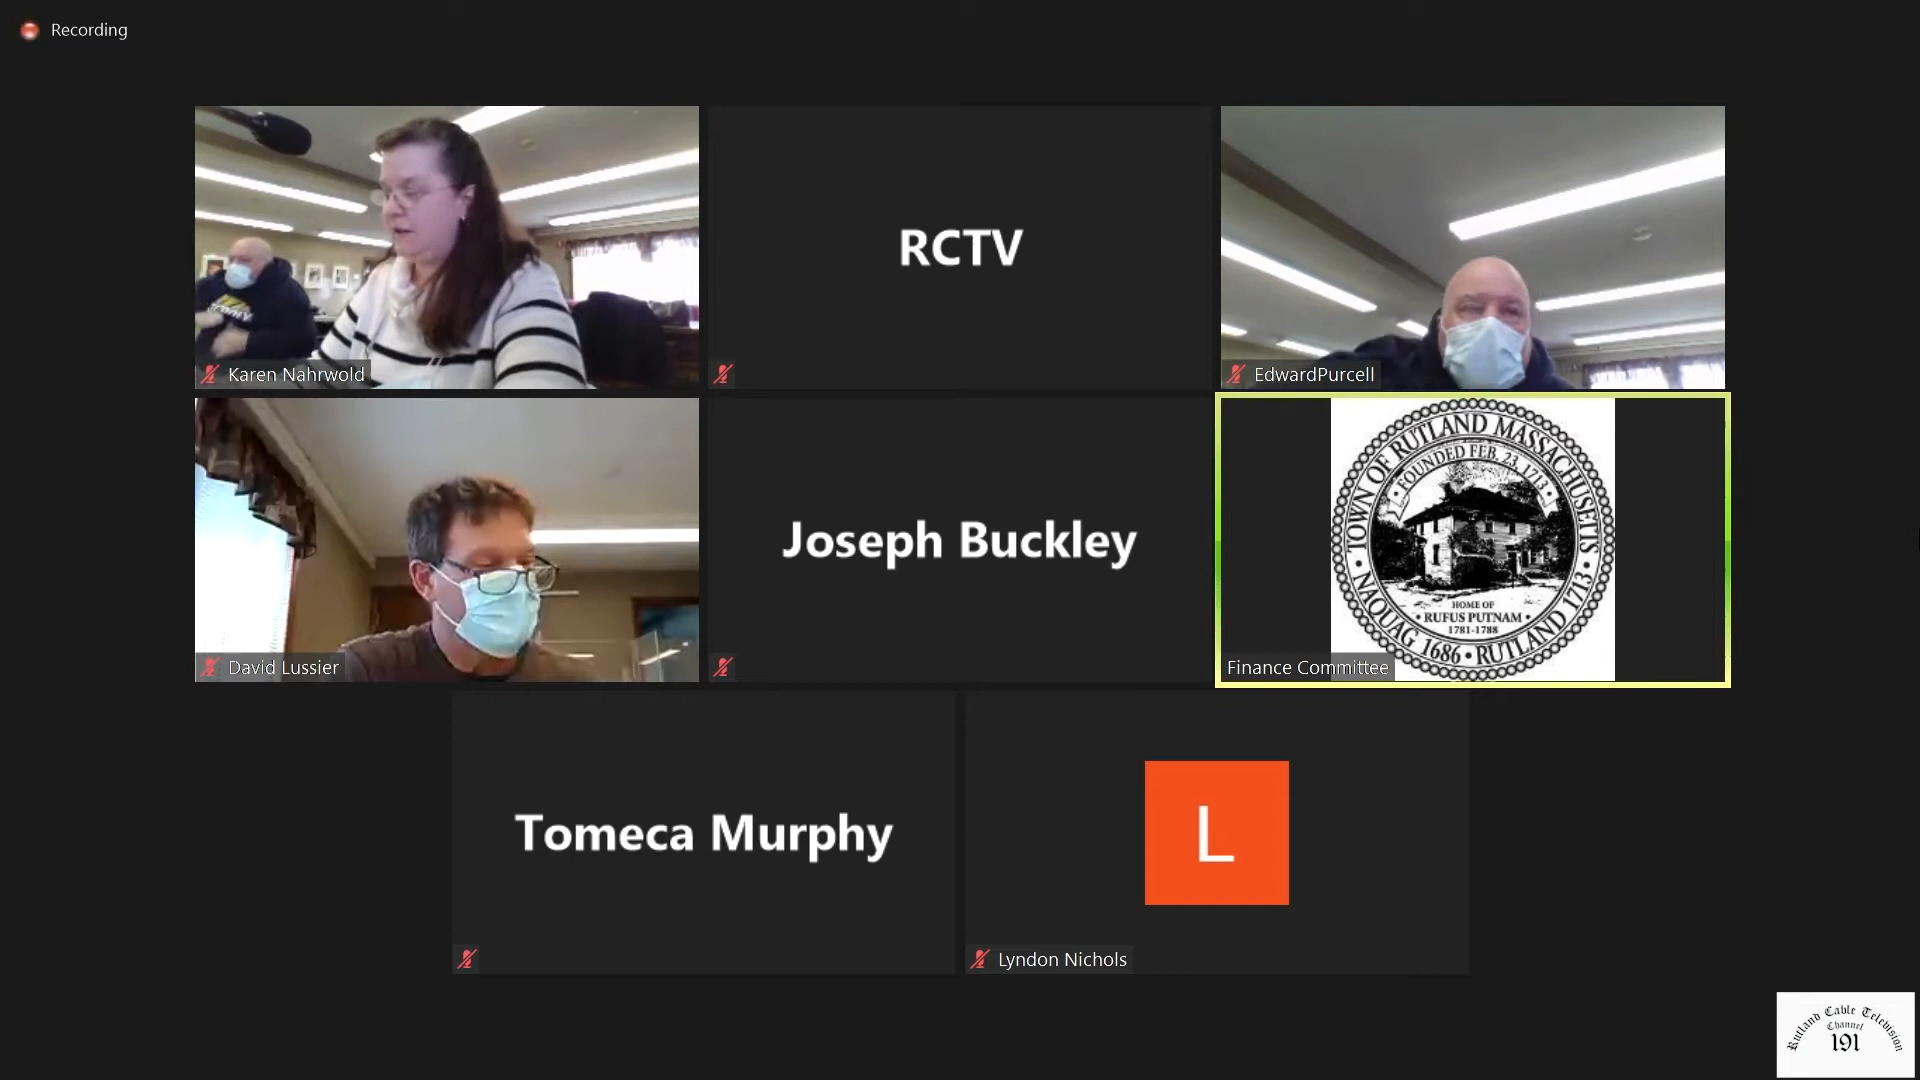 Recording
Karen Nahrwold
RCTV
EdwardPurcell
David Lussier
Joseph Buckley
TOWN OF RUTLAND MASSACHUSETS
FOUNDED FEB. 23, 1713
HOME OF
• RUFUS PUTNAM •
1781-1788
• NAQUAG 1686 • RUTLAND 1713 •
Finance Committee
Tomeca Murphy
L
Lyndon Nichols
Rutland Cable Television
Channel
191